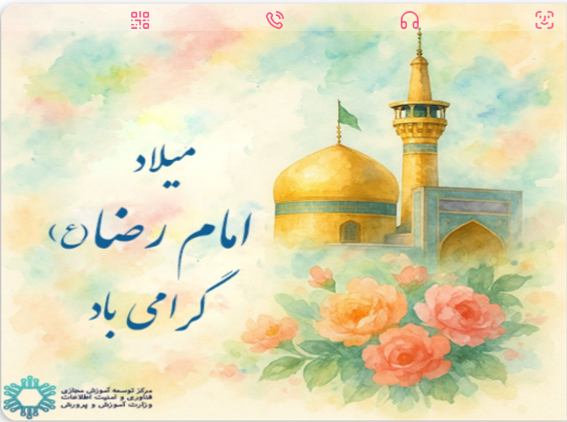 میلاد
امام رضا(ع)
گرامی باد
مرکز توسعه آموزش مجازی
فناوری و امنیت اطلاعات
وزارت آموزش و پرورش